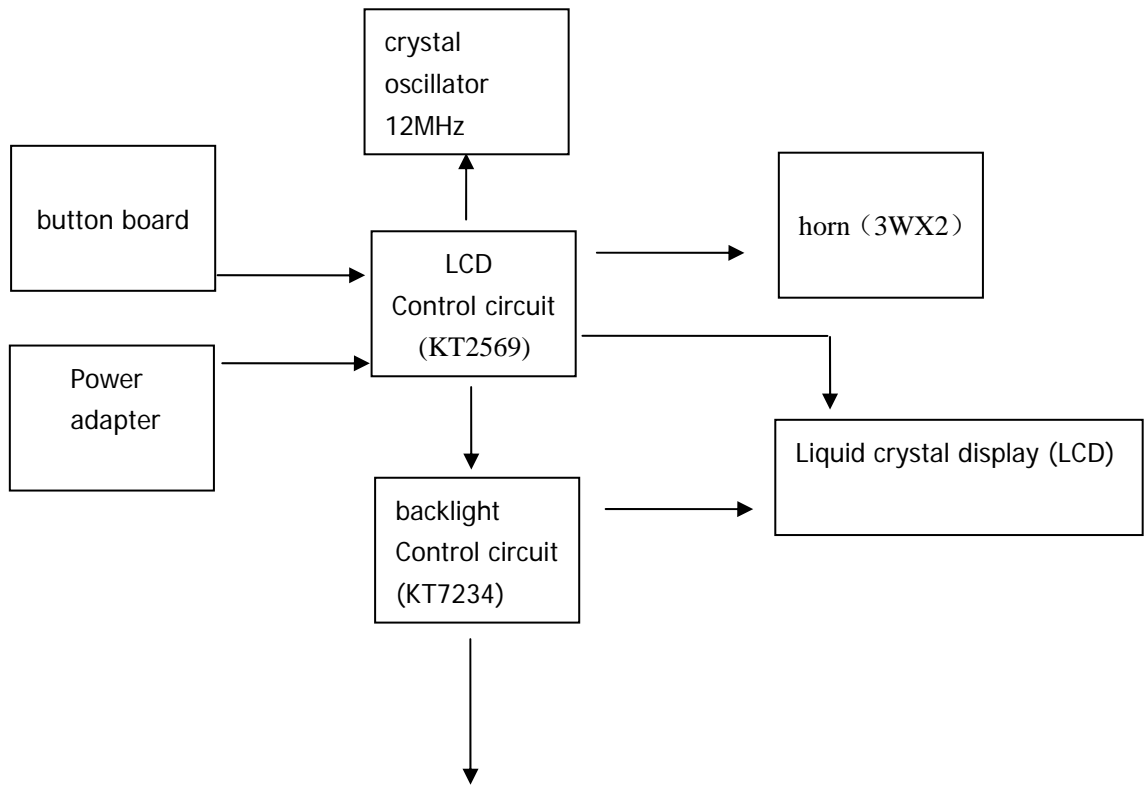 crystal
oscillator
12MHz
button board
horn（3WX2）
LCD
Control circuit
(KT2569)
Power
adapter
Liquid crystal display (LCD)
backlight
Control circuit
(KT7234)